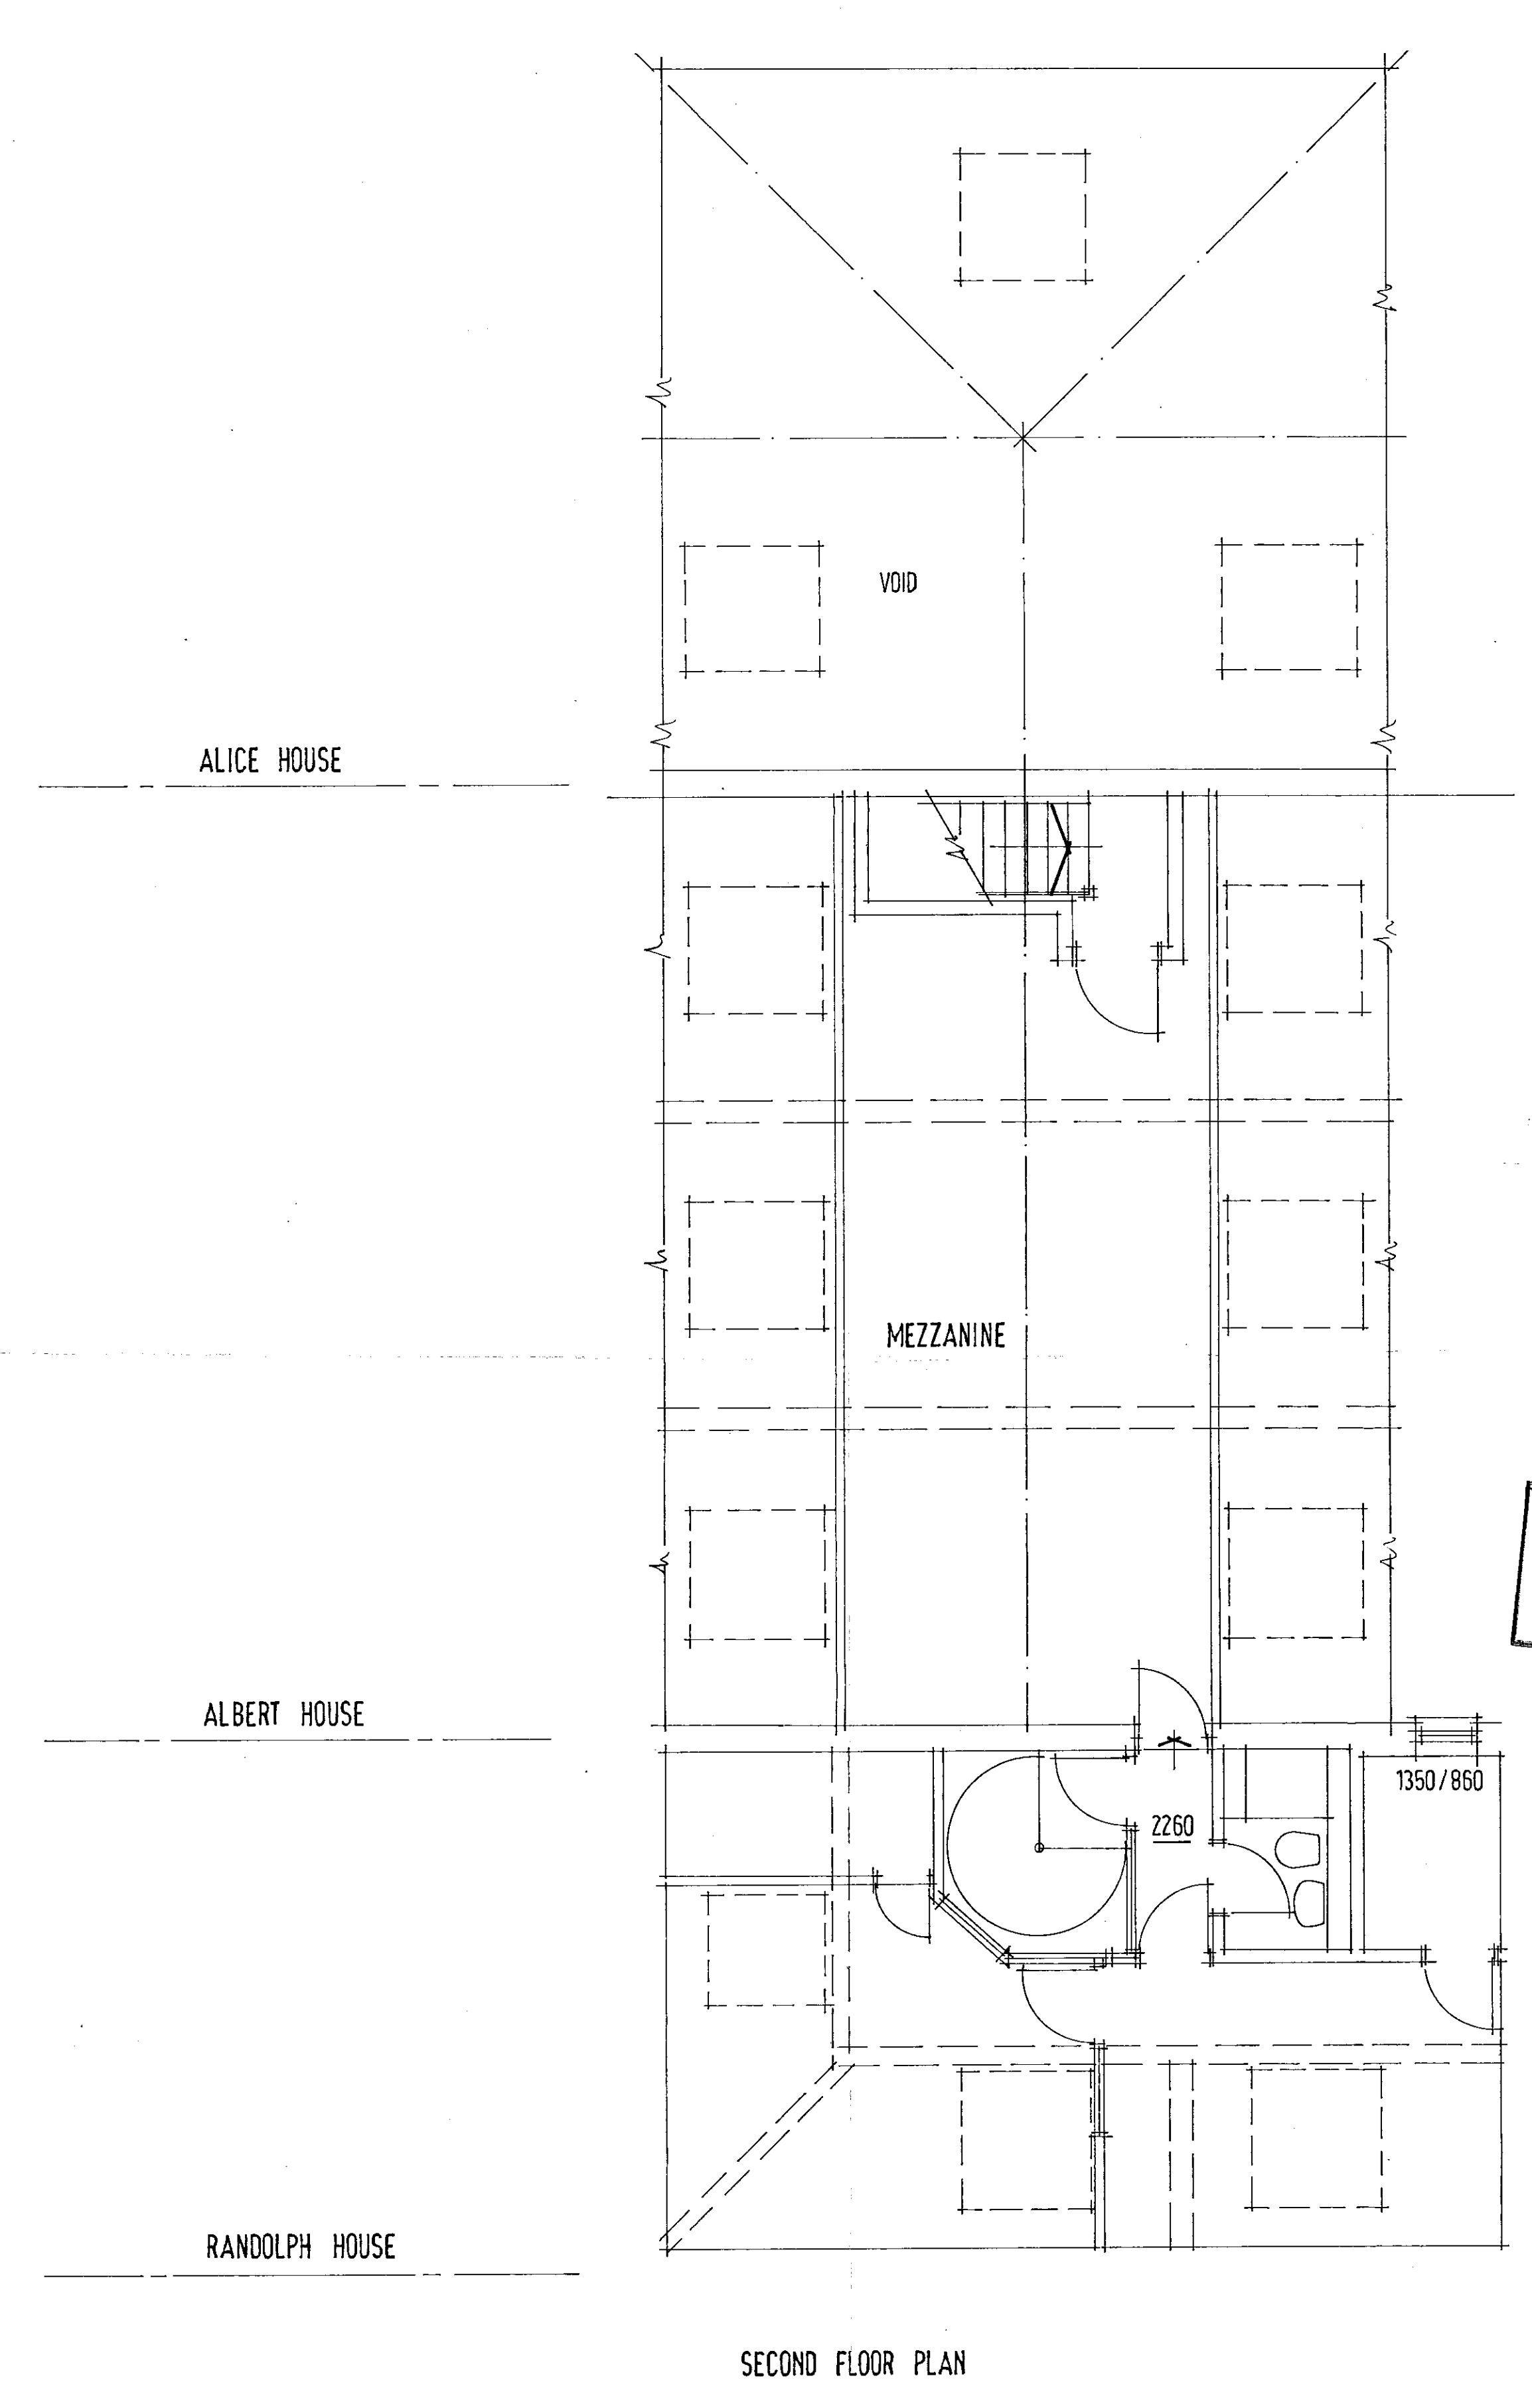 VOID
ALICE HOUSE
MEZZANINE
ALBERT HOUSE
1350/860
2260
RANDOLPH HOUSE
SECOND FLOOR PLAN